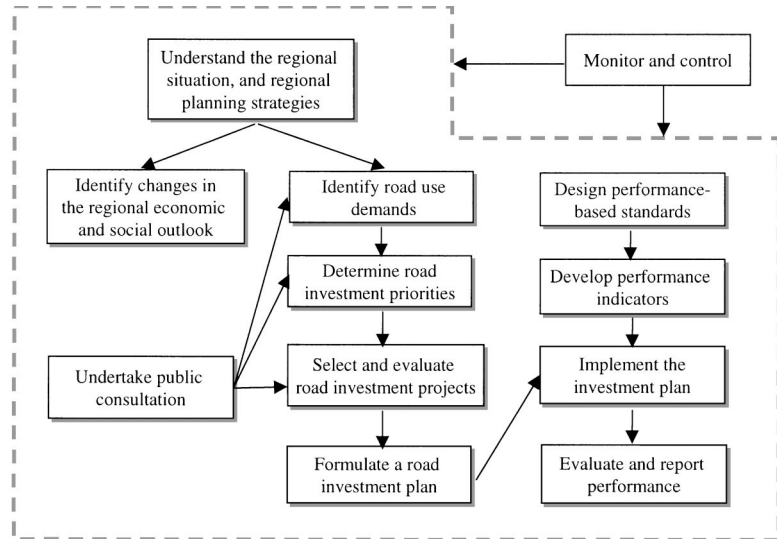 Understand the regional
situation, and regional
planning strategies
Monitor and control
Identify changes in
the regional economic
and social outlook
Identify road use
demands
Design performance-
based standards
Determine road
investment priorities
Develop performance
indicators
Undertake public
consultation
Select and evaluate
road investment projects
Implement the
investment plan
Formulate a road
investment plan
Evaluate and report
performance